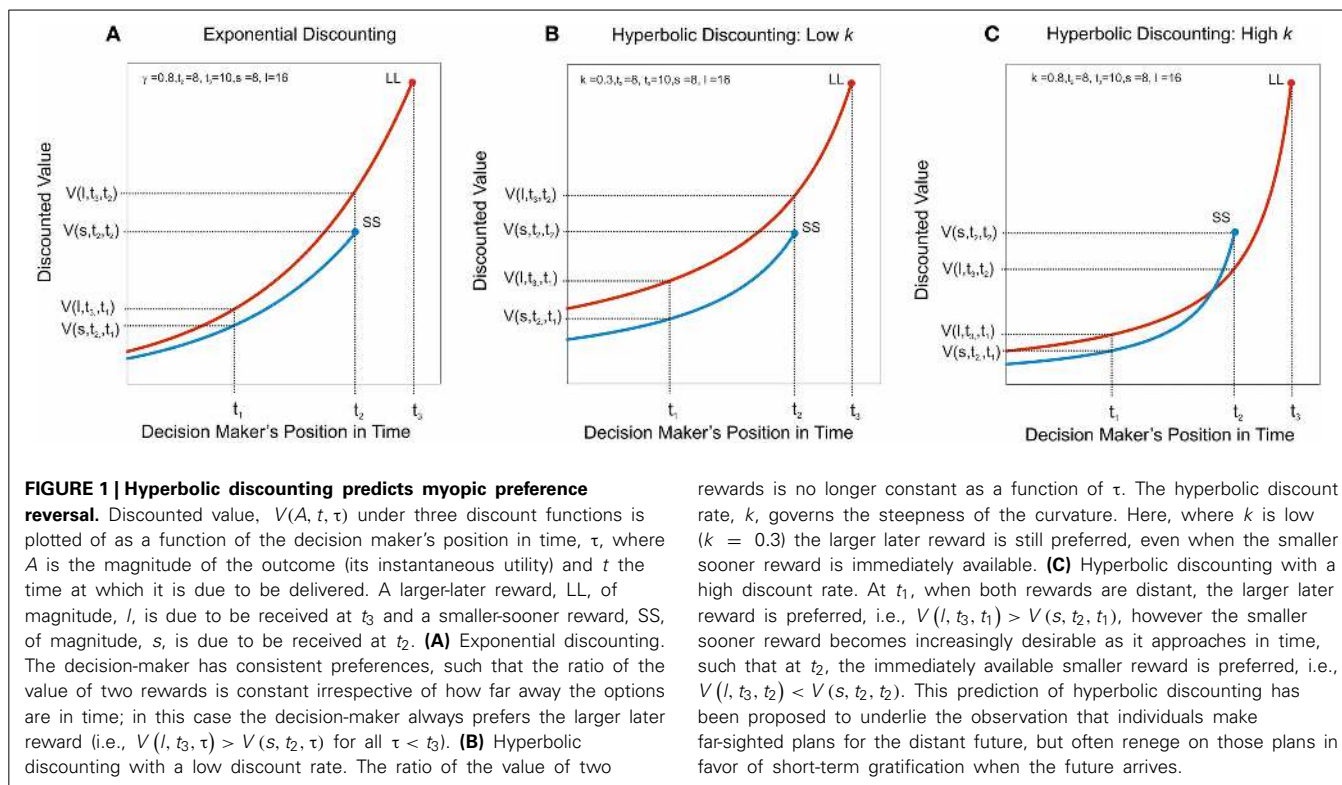 A Exponential Discounting
γ =0.8,t2=8, t3=10,s =8, l=16
LL
SS
V(l,t3,t2)
V(s,t2,t2)
V(l,t3,t1)
V(s,t2,t1)
Discounted Value
t1 t2 t3
Decision Maker's Position in Time
B Hyperbolic Discounting: Low k
k =0.3,t2=8, t3=10,s =8, l =16
LL
SS
V(l,t3,t2)
V(s,t2,t2)
V(l,t3,t1)
V(s,t2,t1)
Discounted Value
t1 t2 t3
Decision Maker's Position in Time
C Hyperbolic Discounting: High k
k =0.8,t2=8, t3=10,s =8, l =16
LL
SS
V(s,t2,t2)
V(l,t3,t2)
V(l,t3,t1)
V(s,t2,t1)
Discounted Value
t1 t2 t3
Decision Maker's Position in Time
FIGURE 1 | Hyperbolic discounting predicts myopic preference
reversal. Discounted value, V(A, t, τ) under three discount functions is
plotted of as a function of the decision maker's position in time, τ, where
A is the magnitude of the outcome (its instantaneous utility) and t the
time at which it is due to be delivered. A larger-later reward, LL, of
magnitude, l, is due to be received at t3 and a smaller-sooner reward, SS,
of magnitude, s, is due to be received at t2. (A) Exponential discounting.
The decision-maker has consistent preferences, such that the ratio of the
value of two rewards is constant irrespective of how far away the options
are in time; in this case the decision-maker always prefers the larger later
reward (i.e., V(l, t3, τ) > V(s, t2, τ) for all τ < t3). (B) Hyperbolic
discounting with a low discount rate. The ratio of the value of two
rewards is no longer constant as a function of τ. The hyperbolic discount
rate, k, governs the steepness of the curvature. Here, where k is low
(k = 0.3) the larger later reward is still preferred, even when the smaller
sooner reward is immediately available. (C) Hyperbolic discounting with a
high discount rate. At t1, when both rewards are distant, the larger later
reward is preferred, i.e., V(l, t3, t1) > V(s, t2, t1), however the smaller
sooner reward becomes increasingly desirable as it approaches in time,
such that at t2, the immediately available smaller reward is preferred, i.e.,
V(l, t3, t2) < V(s, t2, t2). This prediction of hyperbolic discounting has
been proposed to underlie the observation that individuals make
far-sighted plans for the distant future, but often renege on those plans in
favor of short-term gratification when the future arrives.